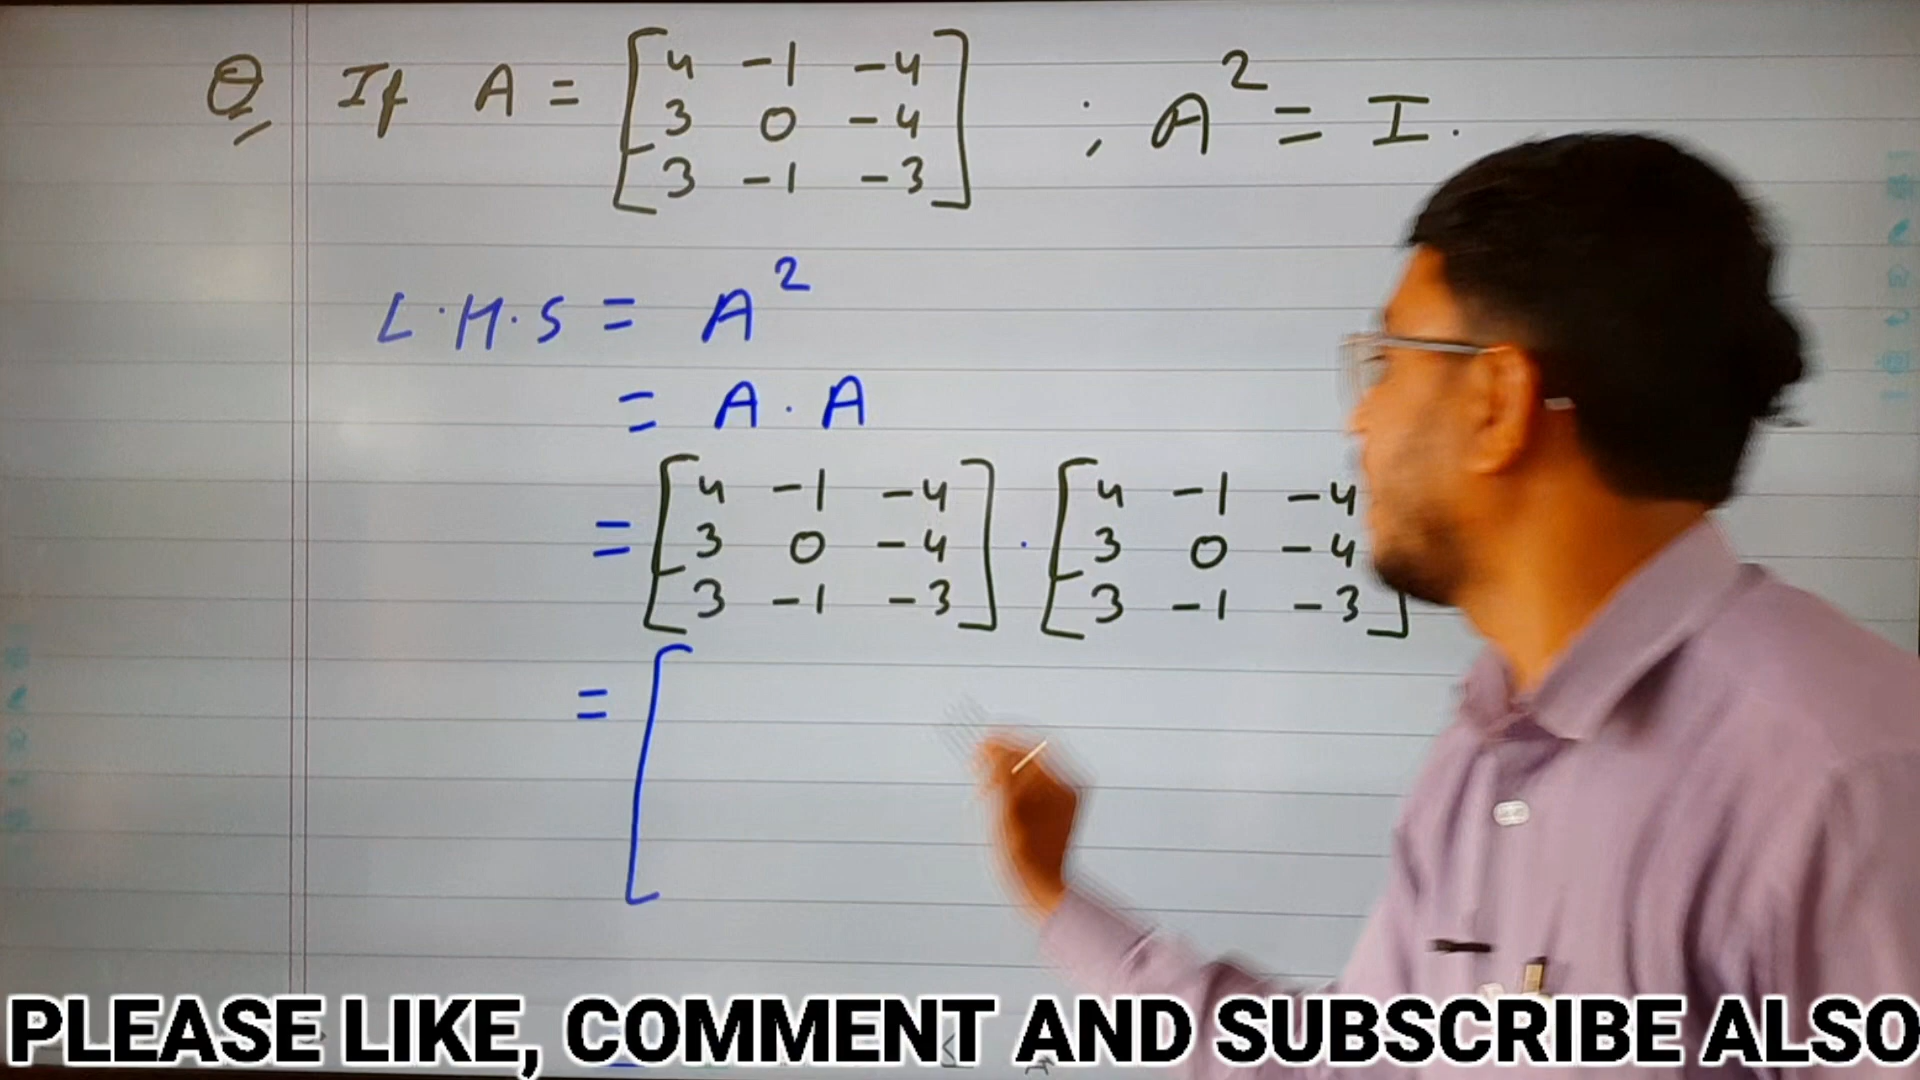 Q, If A = [4 -1 -4 ; A² = I.
3 0 -4
3 -1 -3]
L.H.S = A²
= A . A
= [4 -1 -4 . [4 -1 -4
3 0 -4 3 0 -4
3 -1 -3] 3 -1 -3]
= [
PLEASE LIKE, COMMENT AND SUBSCRIBE ALSO